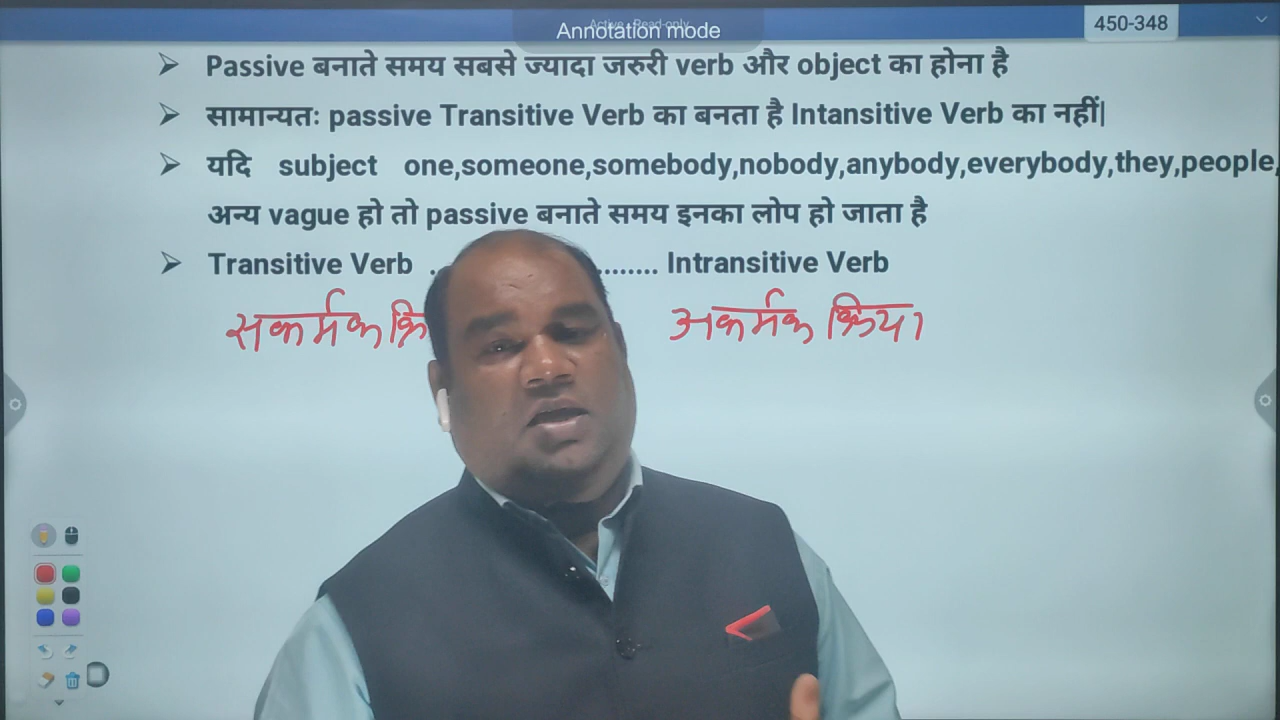 Annotation mode
450-348
Passive बनाते समय सबसे ज्यादा जरुरी verb और object का होना है
सामान्यतः passive Transitive Verb का बनता है Intansitive Verb का नहीं|
यदि subject one,someone,somebody,nobody,anybody,everybody,they,people,
अन्य vague हो तो passive बनाते समय इनका लोप हो जाता है
Transitive Verb ........ Intransitive Verb
सकर्मक क्रि अकर्मक क्रिया